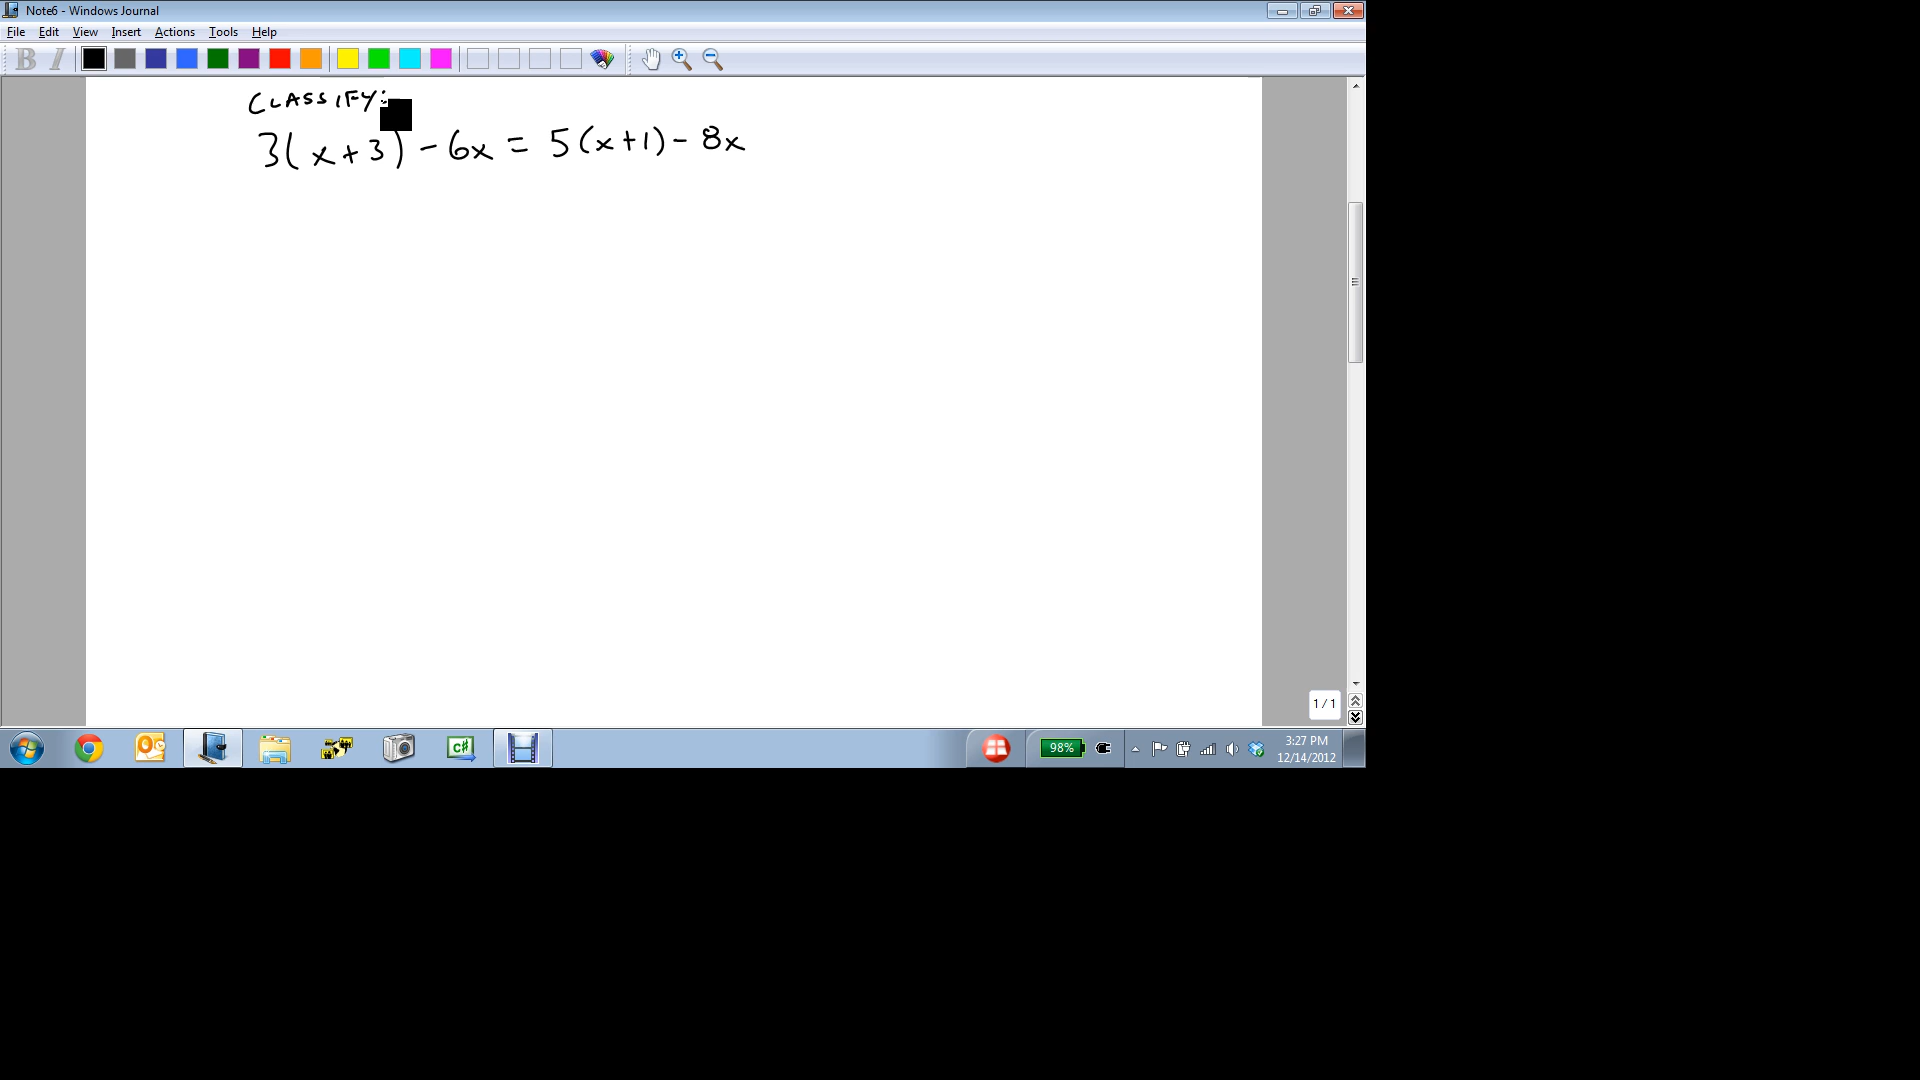 Note6 - Windows Journal
File Edit View Insert Actions Tools Help
B I
CLASSIFY:
3(x+3) - 6x = 5(x+1) - 8x
1 / 1
C#
98%
3:27 PM
12/14/2012